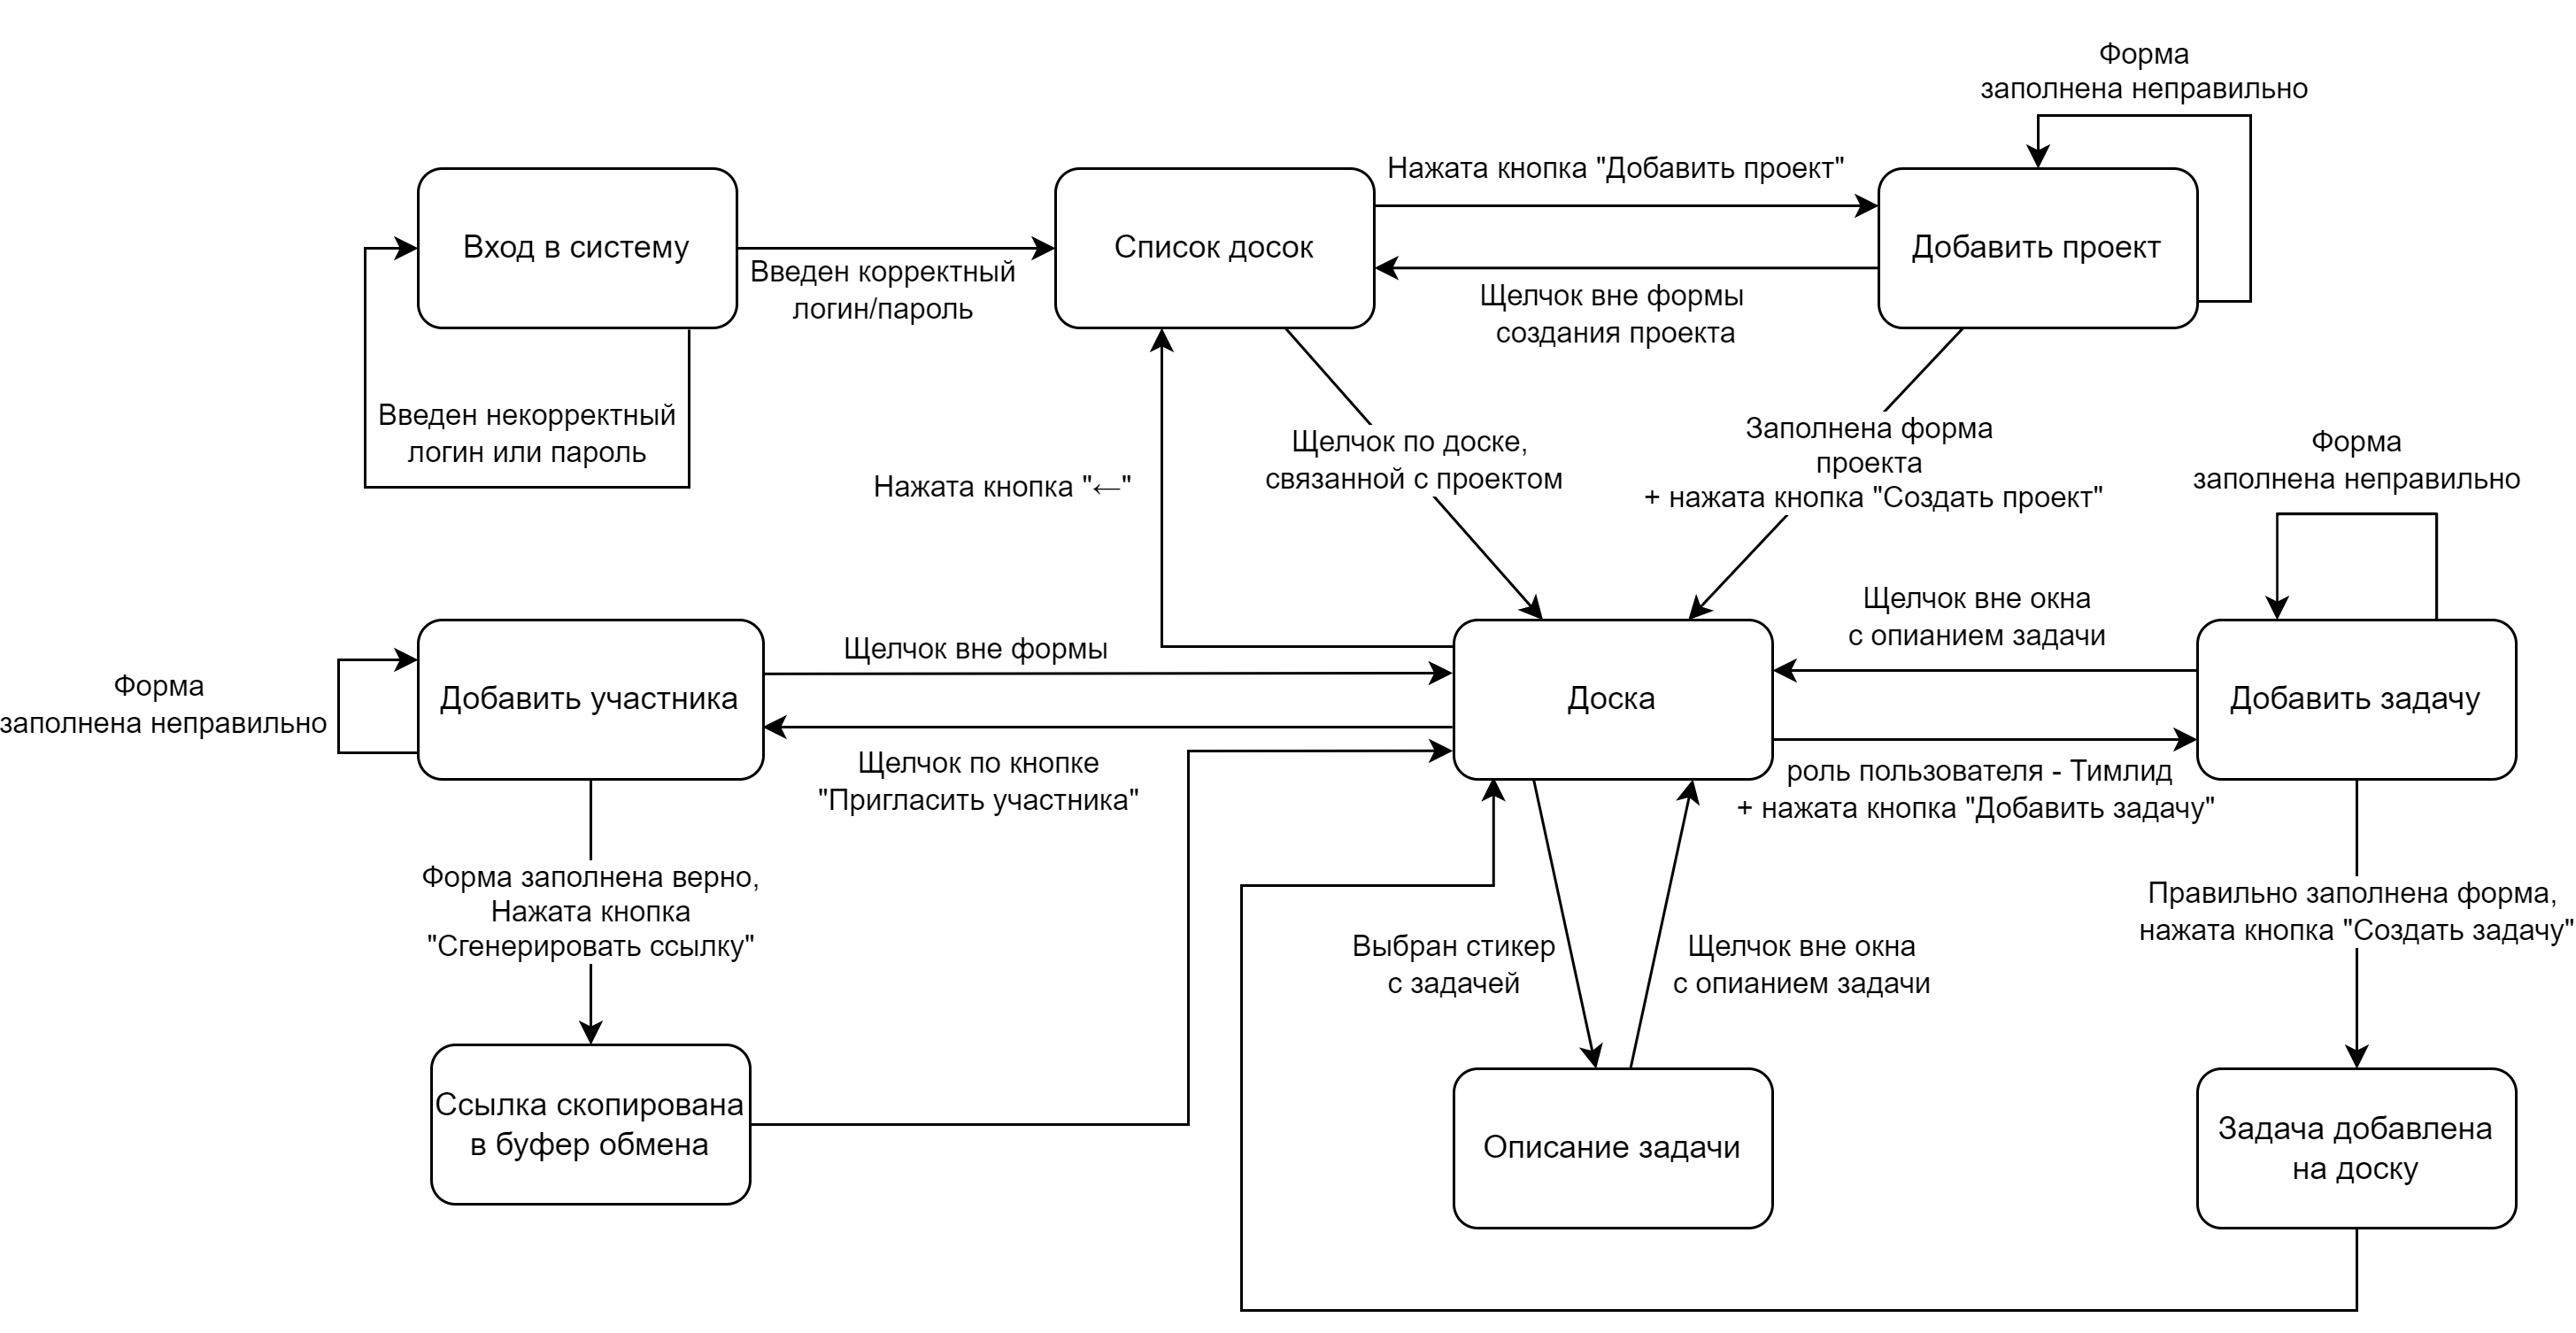 Форма
заполнена неправильно
Нажата кнопка "Добавить проект"
Вход в систему
Список досок
Добавить проект
Введен корректный
логин/пароль
Щелчок вне формы
создания проекта
Введен некорректный
логин или пароль
Нажата кнопка "←"
Щелчок по доске,
связанной с проектом
Заполнена форма
проекта
+ нажата кнопка "Создать проект"
Форма
заполнена неправильно
Щелчок вне окна
с опианием задачи
Форма
заполнена неправильно
Добавить участника
Щелчок вне формы
Доска
Добавить задачу
Щелчок по кнопке
"Пригласить участника"
роль пользователя - Тимлид
+ нажата кнопка "Добавить задачу"
Форма заполнена верно,
Нажата кнопка
"Сгенерировать ссылку"
Выбран стикер
с задачей
Щелчок вне окна
с опианием задачи
Правильно заполнена форма,
нажата кнопка "Создать задачу"
Ссылка скопирована
в буфер обмена
Описание задачи
Задача добавлена
на доску